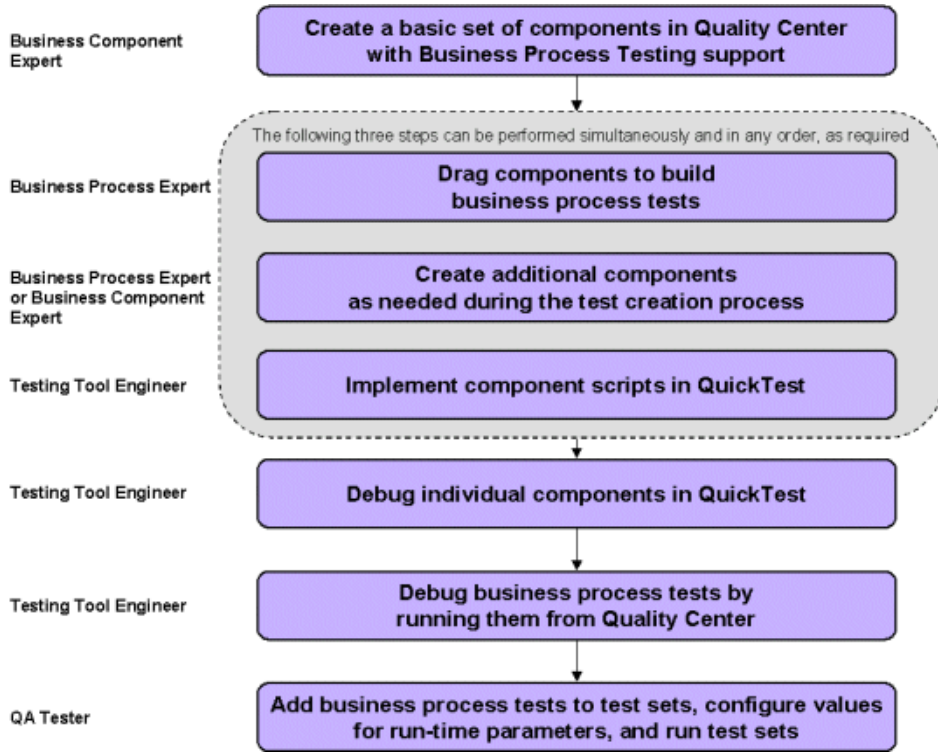 Business Component
Expert
Create a basic set of components in Quality Center
with Business Process Testing support
The following three steps can be performed simultaneously and in any order, as required
Business Process Expert
Drag components to build
business process tests
Business Process Expert
or Business Component
Expert
Create additional components
as needed during the test creation process
Testing Tool Engineer
Implement component scripts in QuickTest
Testing Tool Engineer
Debug individual components in QuickTest
Testing Tool Engineer
Debug business process tests by
running them from Quality Center
QA Tester
Add business process tests to test sets, configure values
for run-time parameters, and run test sets